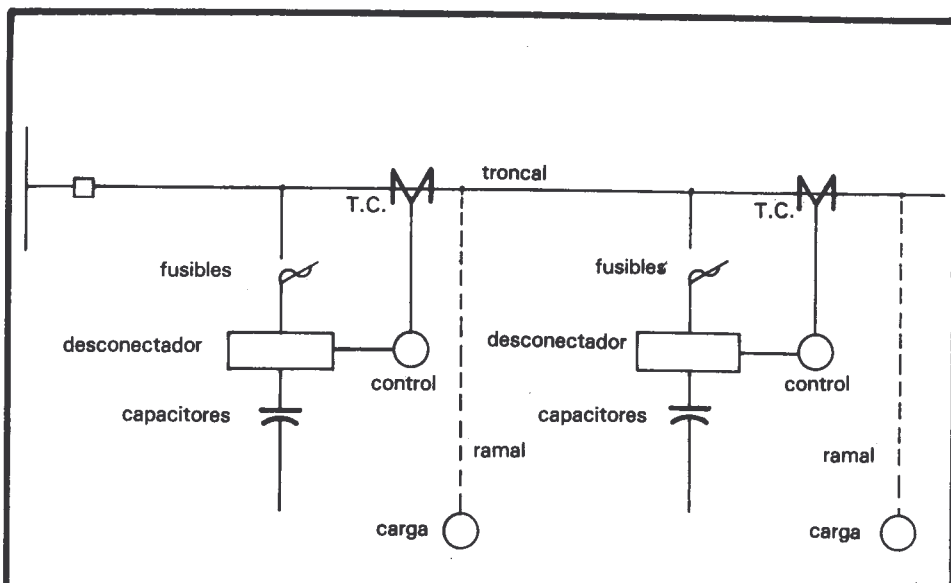 troncal
T.C.
T.C.
fusibles
fusibles
desconectador
desconectador
control
control
capacitores
capacitores
ramal
ramal
carga
carga